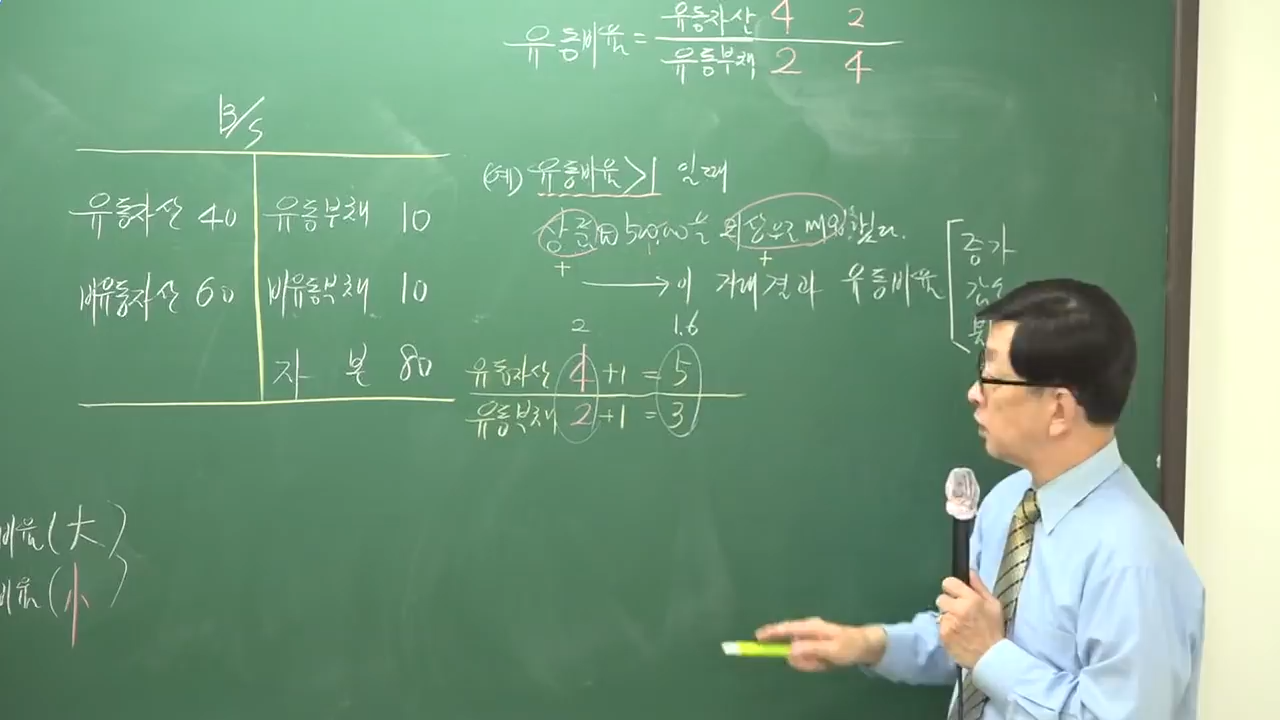 유동비율 = 유동자산 4 2
유동부채 2 4
B/S
유동자산 40 유동부채 10
비유동자산 60 비유동부채 10
자 본 80
(예) 유동비율>1 일때
상품 ₩50,000을 외상으로 매입했다.
+ +
→ 이 거래결과 유동비율 [ 증가
2 1.6
유동자산 4+1 = 5
유동부채 2+1 = 3
비율(大)
비율(小)